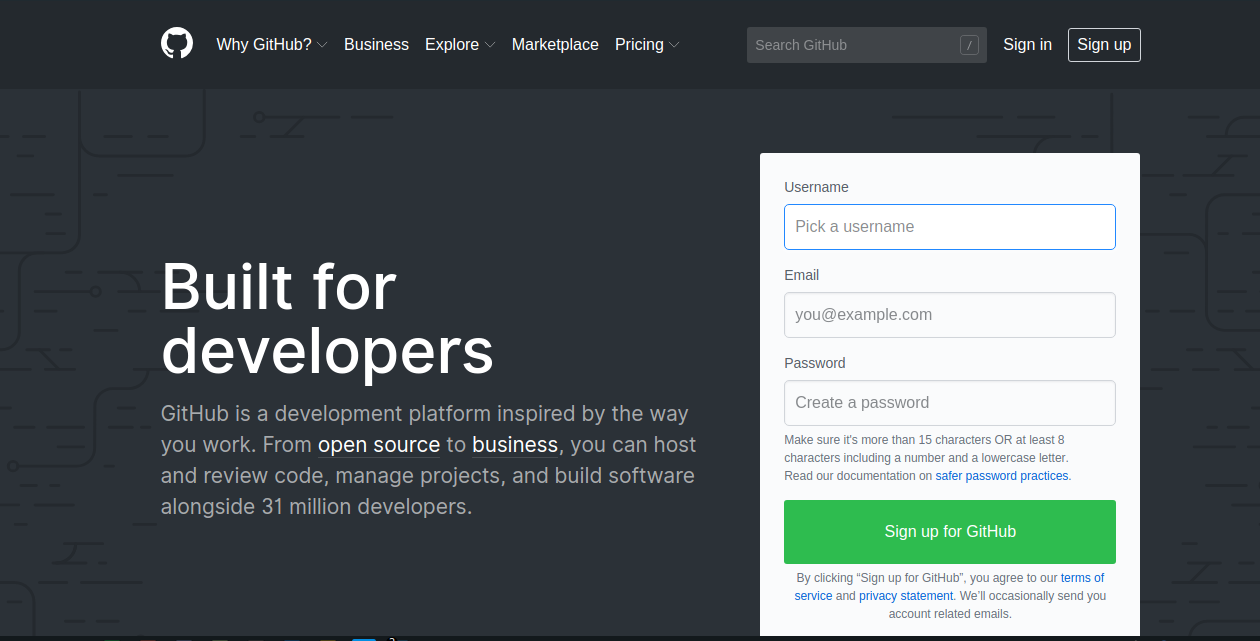 Why GitHub? Business Explore Marketplace Pricing Search GitHub / Sign in Sign up
Built for
developers
GitHub is a development platform inspired by the way
you work. From open source to business, you can host
and review code, manage projects, and build software
alongside 31 million developers.
Username
Pick a username
Email
you@example.com
Password
Create a password
Make sure it's more than 15 characters OR at least 8
characters including a number and a lowercase letter.
Read our documentation on safer password practices.
Sign up for GitHub
By clicking “Sign up for GitHub”, you agree to our terms of
service and privacy statement. We’ll occasionally send you
account related emails.